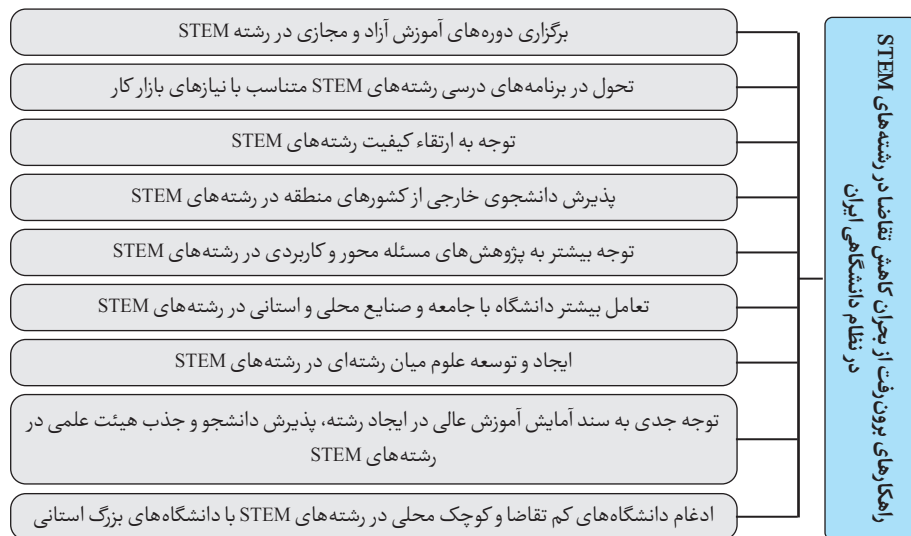 راهکارهای برون‌رفت از بحران کاهش تقاضا در رشته‌های STEM
در نظام دانشگاهی ایران
برگزاری دوره‌های آموزش آزاد و مجازی در رشته STEM
تحول در برنامه‌های درسی رشته‌های STEM متناسب با نیازهای بازار کار
توجه به ارتقاء کیفیت رشته‌های STEM
پذیرش دانشجوی خارجی از کشورهای منطقه در رشته‌های STEM
توجه بیشتر به پژوهش‌های مسئله محور و کاربردی در رشته‌های STEM
تعامل بیشتر دانشگاه با جامعه و صنایع محلی و استانی در رشته‌های STEM
ایجاد و توسعه علوم میان رشته‌ای در رشته‌های STEM
توجه جدی به سند آمایش آموزش عالی در ایجاد رشته، پذیرش دانشجو و جذب هیئت علمی در
رشته‌های STEM
ادغام دانشگاه‌های کم تقاضا و کوچک محلی در رشته‌های STEM با دانشگاه‌های بزرگ استانی